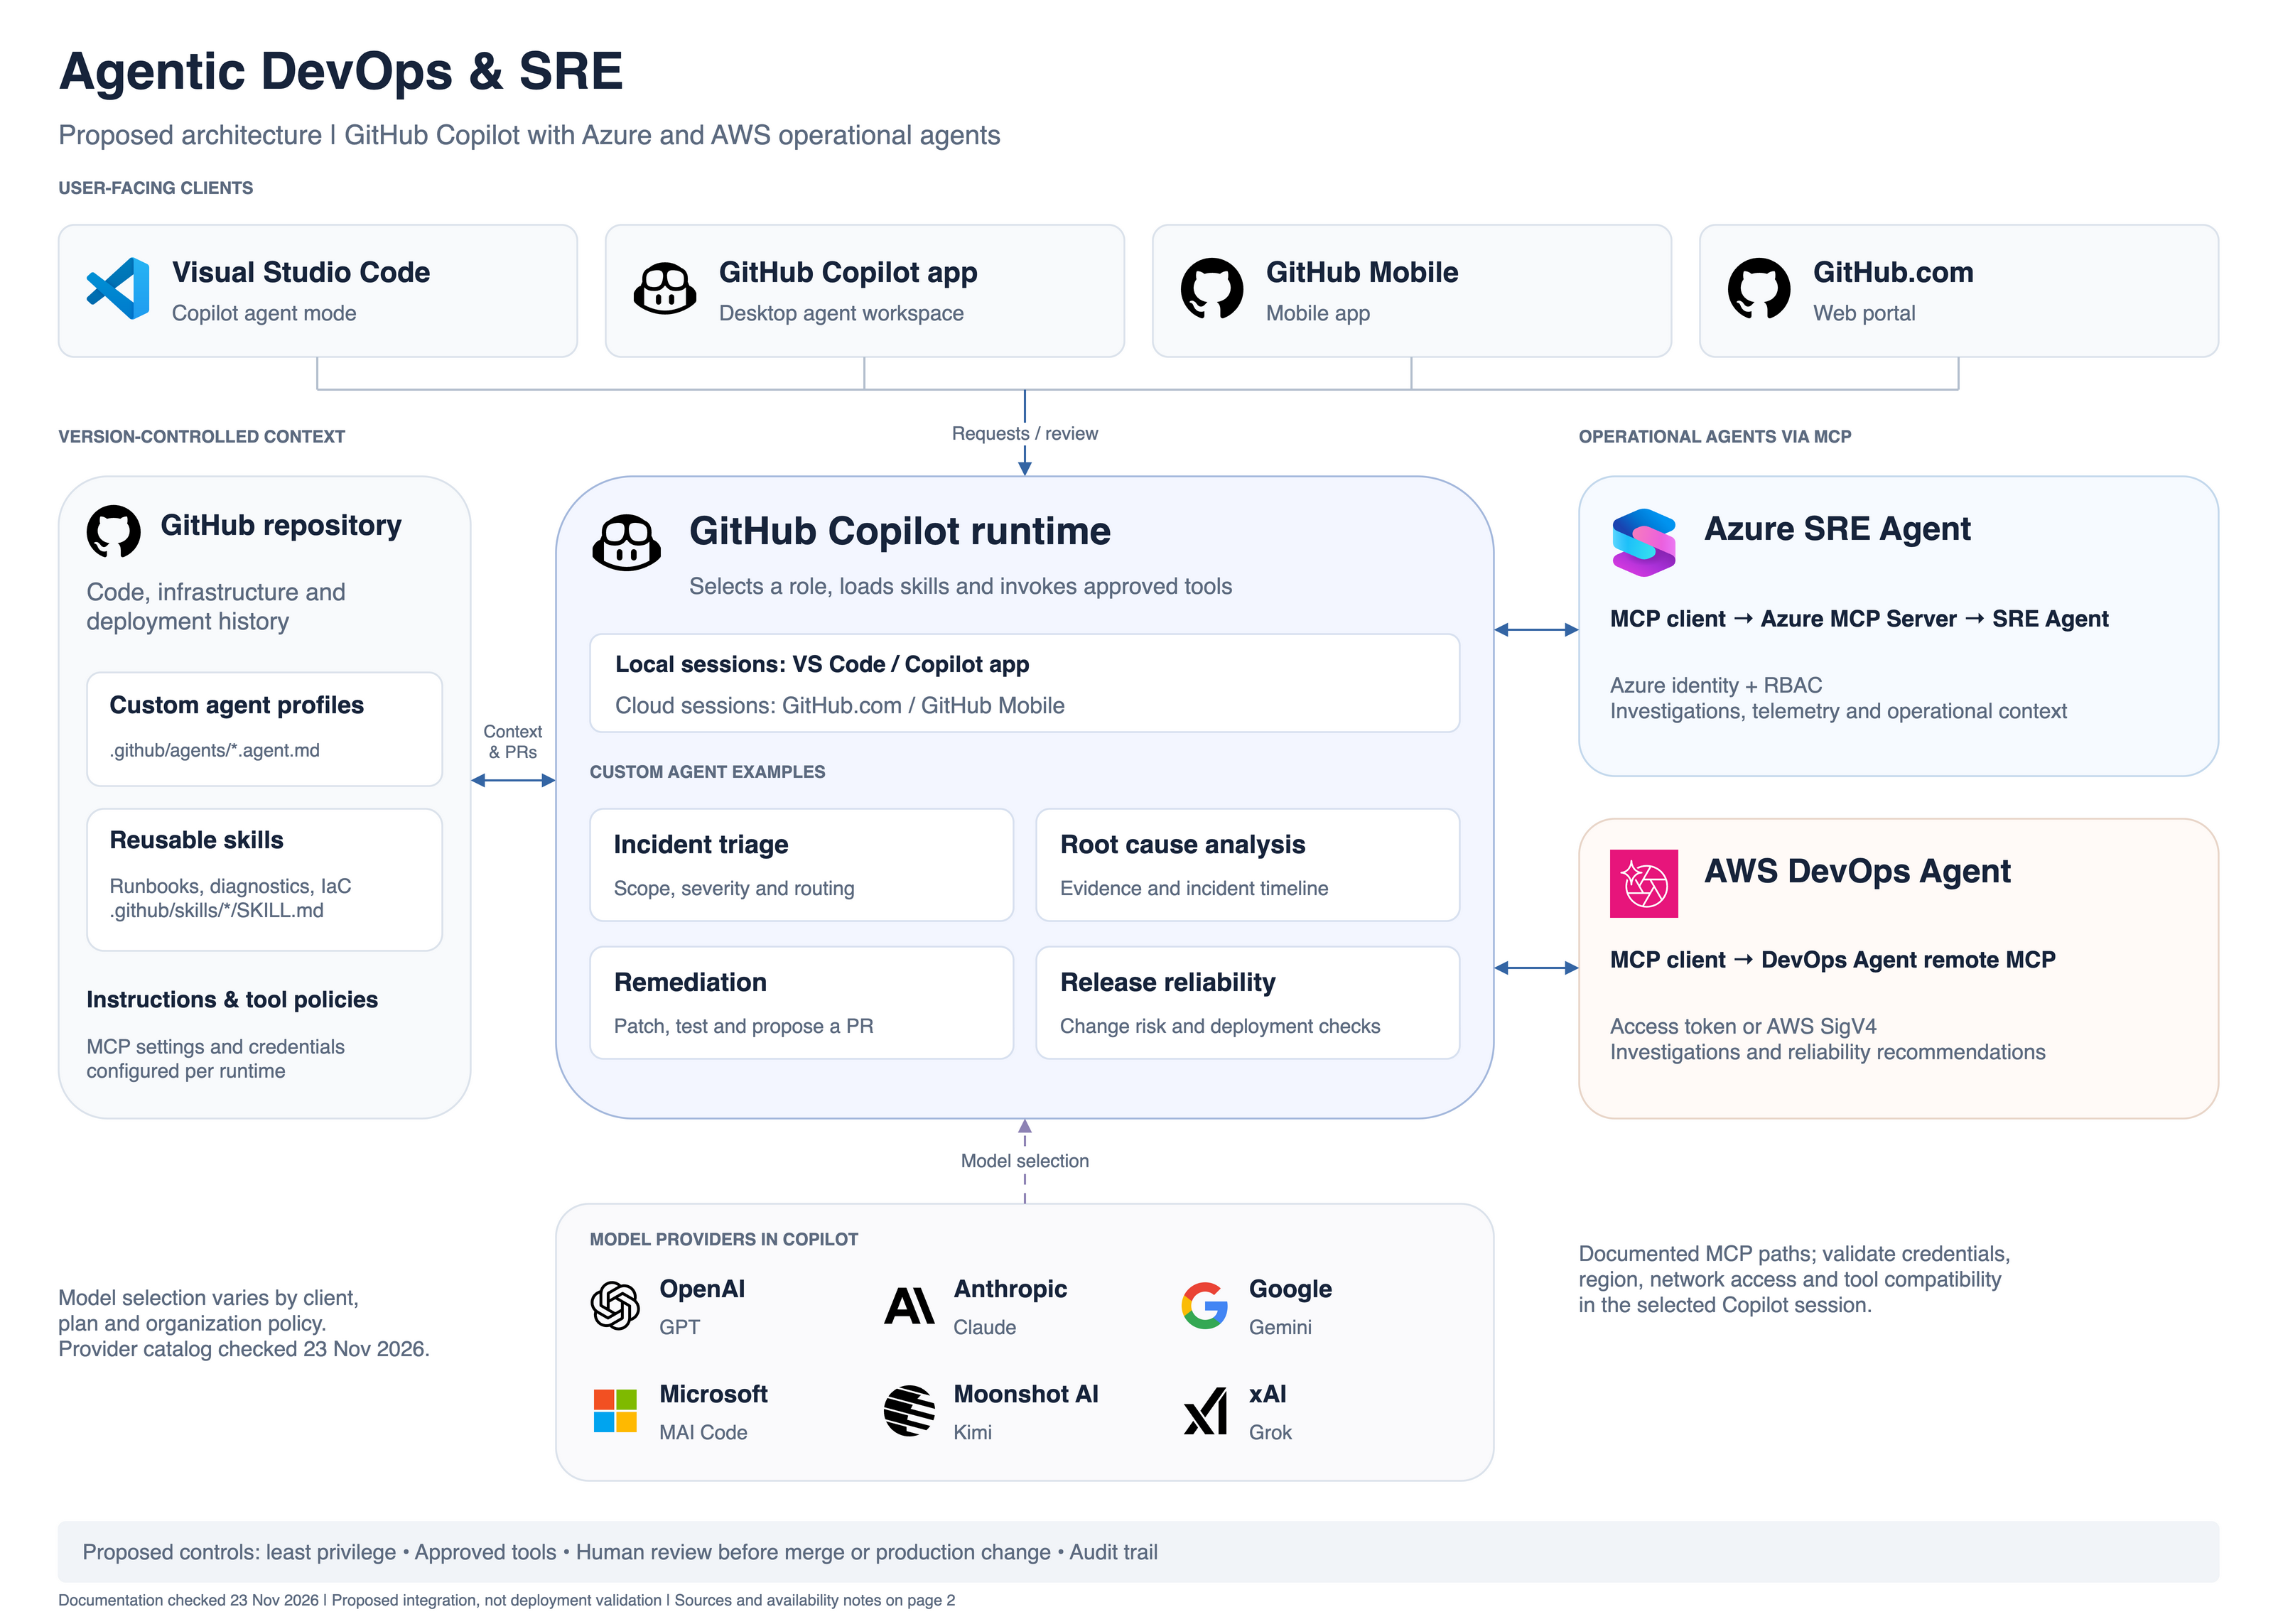 Agentic DevOps & SRE
Proposed architecture | GitHub Copilot with Azure and AWS operational agents
USER-FACING CLIENTS
Visual Studio Code
Copilot agent mode
GitHub Copilot app
Desktop agent workspace
GitHub Mobile
Mobile app
GitHub.com
Web portal
Requests / review
VERSION-CONTROLLED CONTEXT
GitHub repository
Code, infrastructure and
deployment history
Custom agent profiles
.github/agents/*.agent.md
Reusable skills
Runbooks, diagnostics, IaC
.github/skills/*/SKILL.md
Instructions & tool policies
MCP settings and credentials
configured per runtime
Context
& PRs
GitHub Copilot runtime
Selects a role, loads skills and invokes approved tools
Local sessions: VS Code / Copilot app
Cloud sessions: GitHub.com / GitHub Mobile
CUSTOM AGENT EXAMPLES
Incident triage
Scope, severity and routing
Root cause analysis
Evidence and incident timeline
Remediation
Patch, test and propose a PR
Release reliability
Change risk and deployment checks
OPERATIONAL AGENTS VIA MCP
Azure SRE Agent
MCP client → Azure MCP Server → SRE Agent
Azure identity + RBAC
Investigations, telemetry and operational context
AWS DevOps Agent
MCP client → DevOps Agent remote MCP
Access token or AWS SigV4
Investigations and reliability recommendations
Model selection
Model selection varies by client,
plan and organization policy.
Provider catalog checked 23 Nov 2026.
MODEL PROVIDERS IN COPILOT
OpenAI
GPT
Anthropic
Claude
Google
Gemini
Microsoft
MAI Code
Moonshot AI
Kimi
xAI
Grok
Documented MCP paths; validate credentials,
region, network access and tool compatibility
in the selected Copilot session.
Proposed controls: least privilege • Approved tools • Human review before merge or production change • Audit trail
Documentation checked 23 Nov 2026 | Proposed integration, not deployment validation | Sources and availability notes on page 2